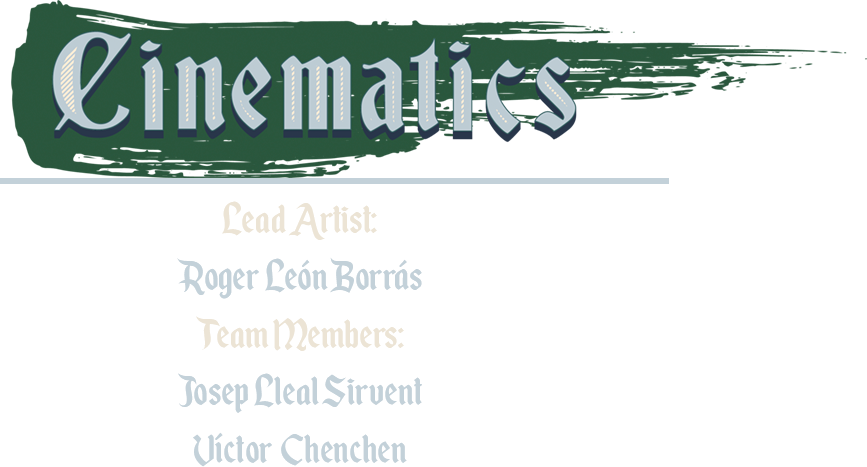 Cinematics
Lead Artist:
Roger León Borrás
Team Members:
Josep Lleal Sirvent
Víctor Chenchen